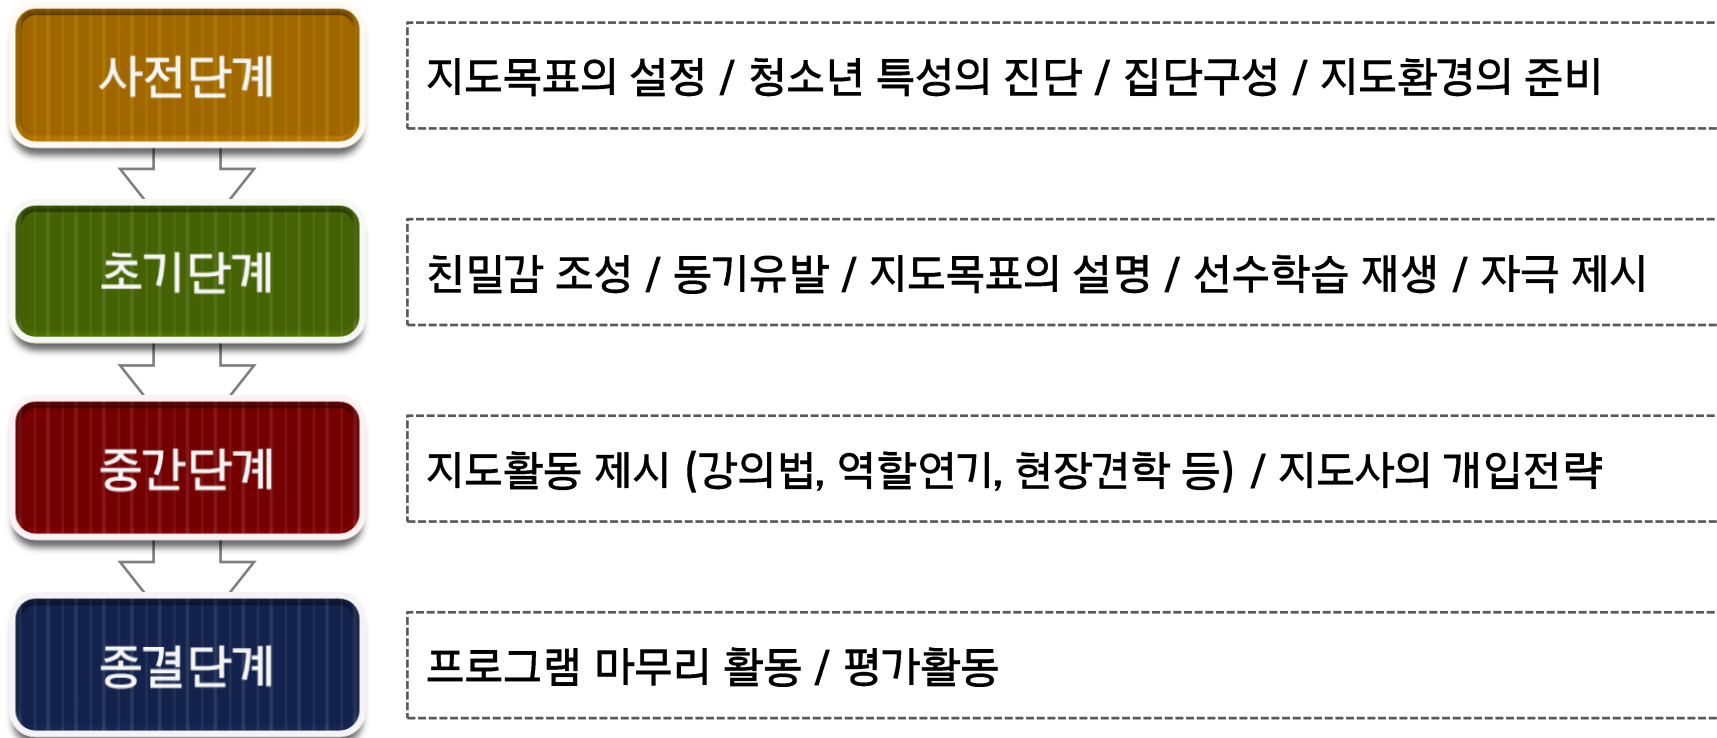 사전단계
지도목표의 설정 / 청소년 특성의 진단 / 집단구성 / 지도환경의 준비
초기단계
친밀감 조성 / 동기유발 / 지도목표의 설명 / 선수학습 재생 / 자극 제시
중간단계
지도활동 제시 (강의법, 역할연기, 현장견학 등) / 지도사의 개입전략
종결단계
프로그램 마무리 활동 / 평가활동